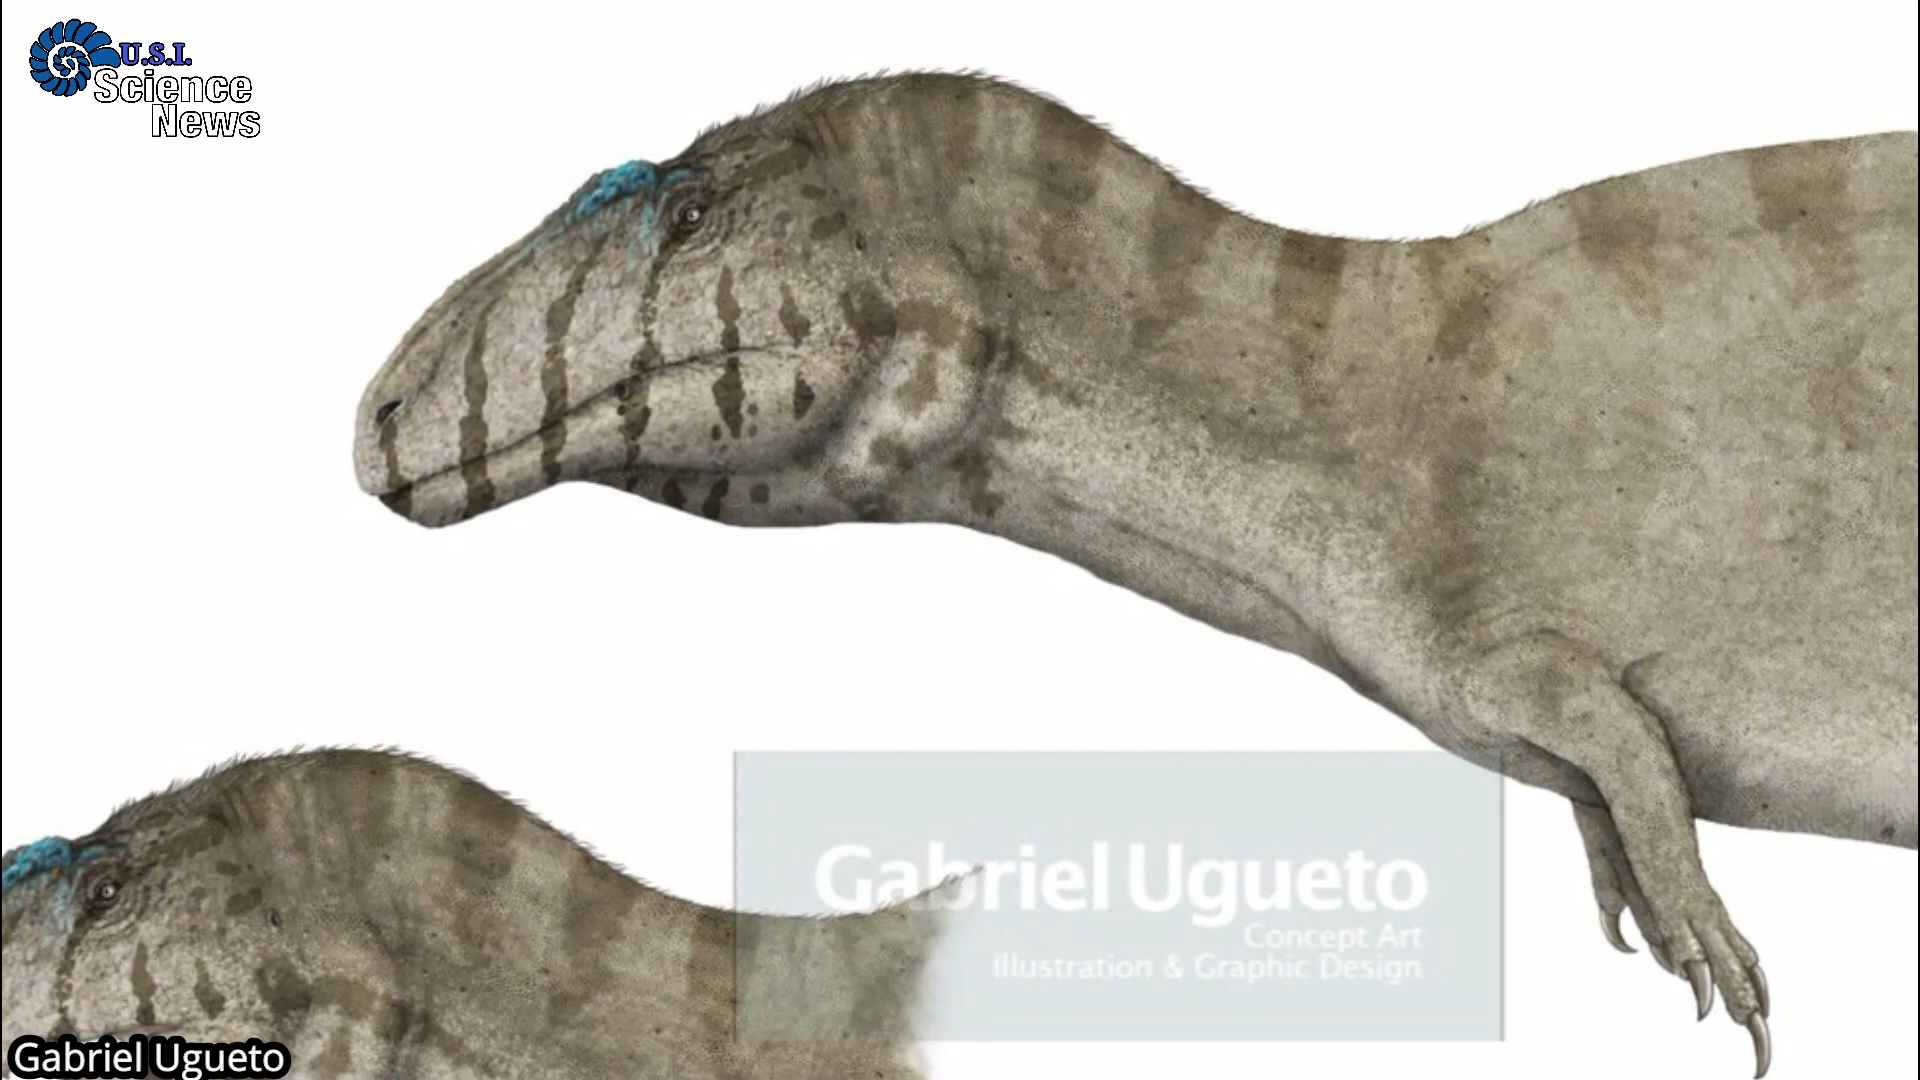 U.S.I.
Science
News
Gabriel Ugueto
Concept Art
Illustration & Graphic Design
Gabriel Ugueto